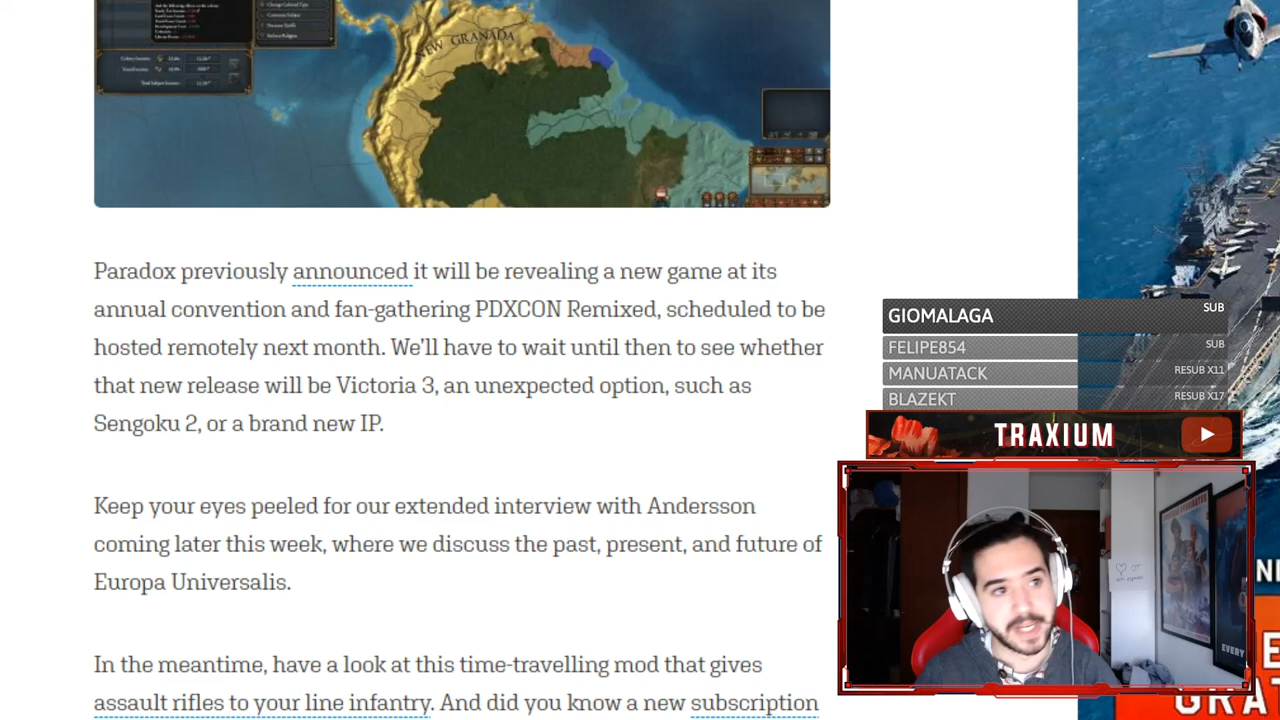 Change Colonial Type
NEW GRANADA
Paradox previously announced it will be revealing a new game at its
annual convention and fan-gathering PDXCON Remixed, scheduled to be
hosted remotely next month. We'll have to wait until then to see whether
that new release will be Victoria 3, an unexpected option, such as
Sengoku 2, or a brand new IP.
Keep your eyes peeled for our extended interview with Andersson
coming later this week, where we discuss the past, present, and future of
Europa Universalis.
In the meantime, have a look at this time-travelling mod that gives
assault rifles to your line infantry. And did you know a new subscription
GIOMALAGA SUB
FELIPE854 SUB
MANUATACK RESUB X11
BLAZEKT RESUB X17
TRAXIUM
EVERY